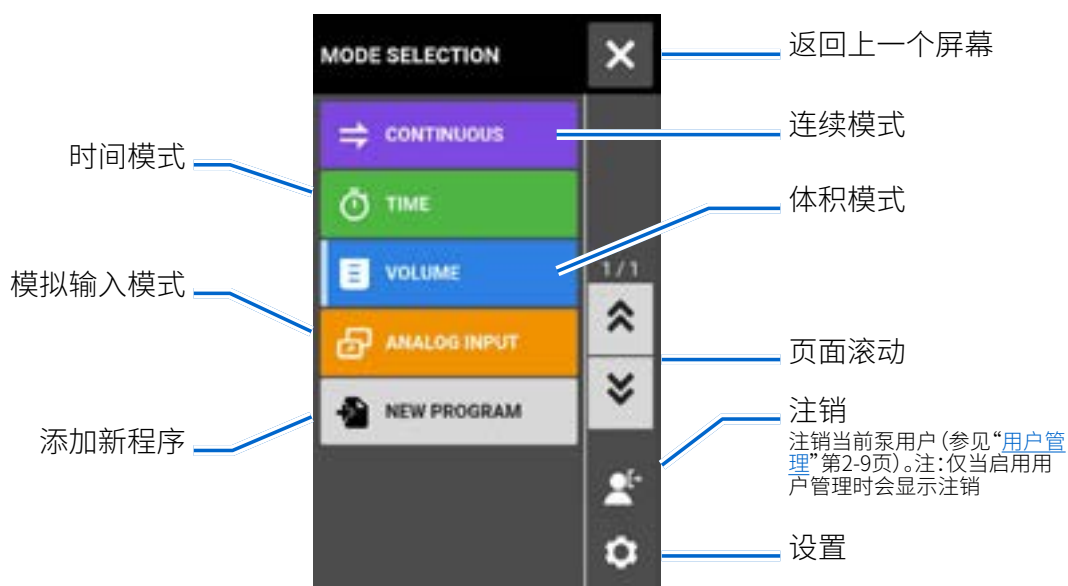 MODE SELECTION
返回上一个屏幕
CONTINUOUS
连续模式
时间模式
TIME
体积模式
VOLUME
1 / 1
模拟输入模式
ANALOG INPUT
页面滚动
NEW PROGRAM
添加新程序
注销
注销当前泵用户(参见“用户管
理”第2-9页)。注:仅当启用用
户管理时会显示注销
设置